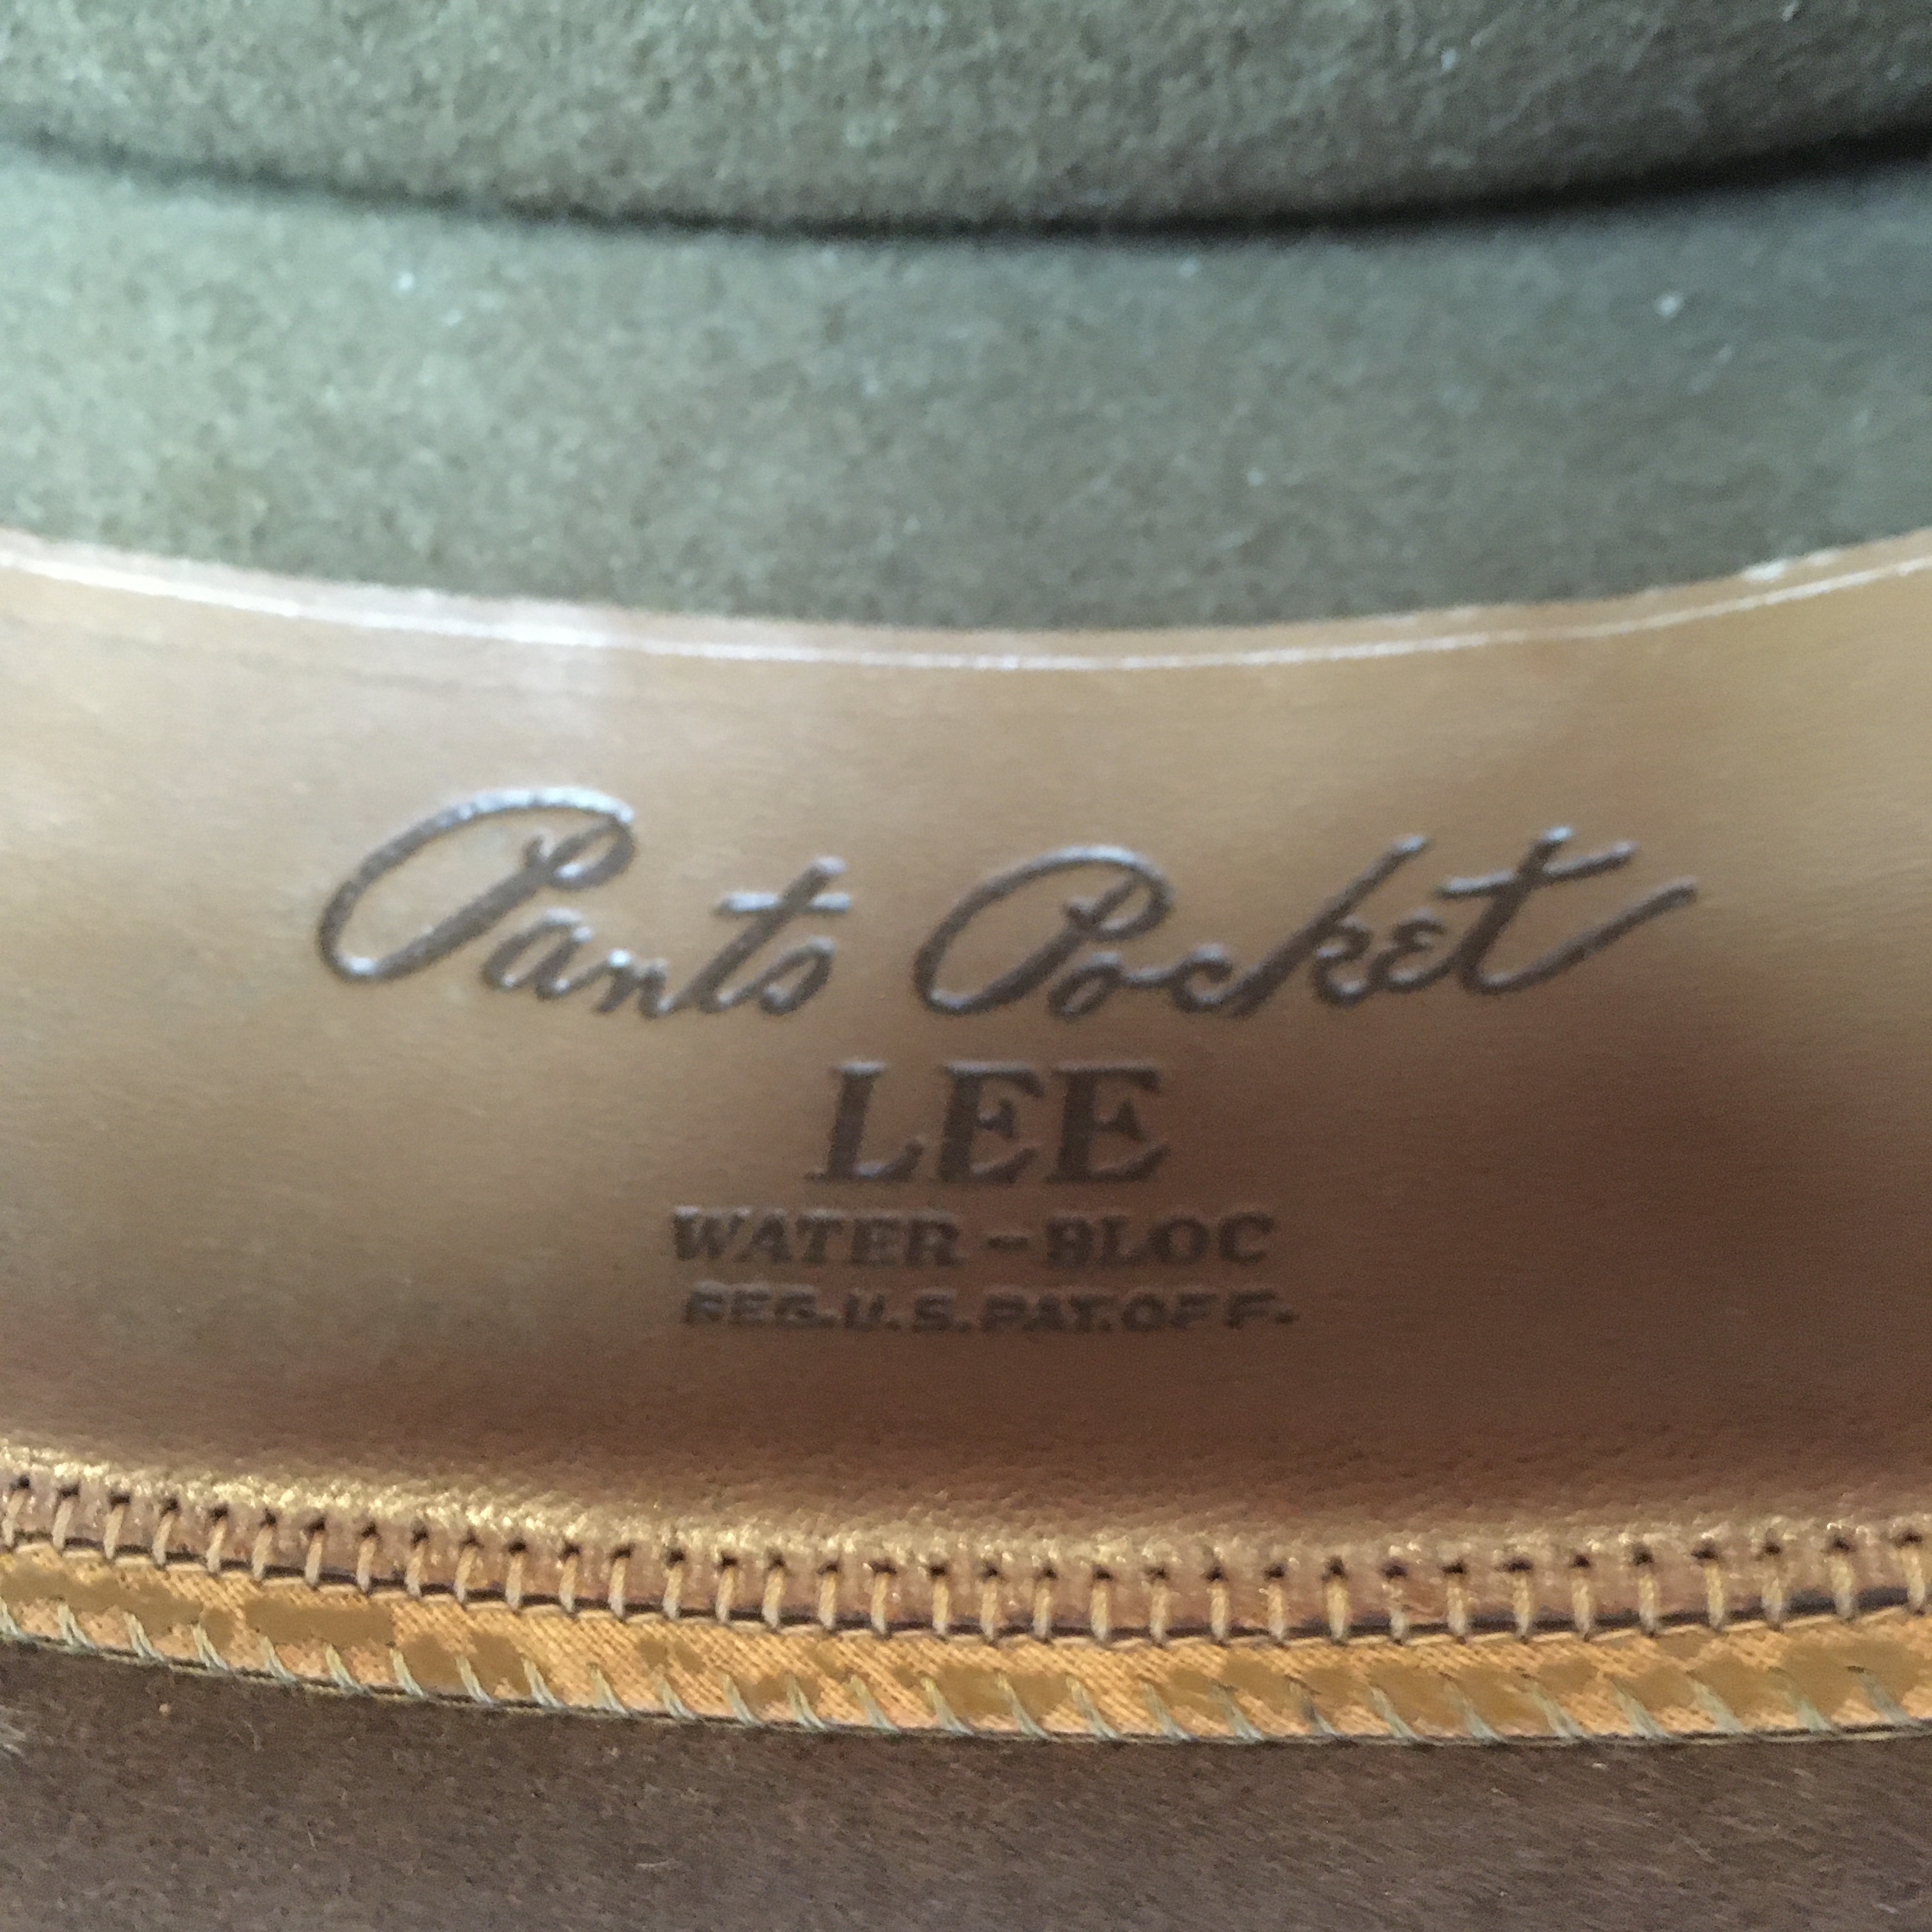 Pants Pocket
LEE
WATER-BLOC
REG.U.S.PAT.OFF.